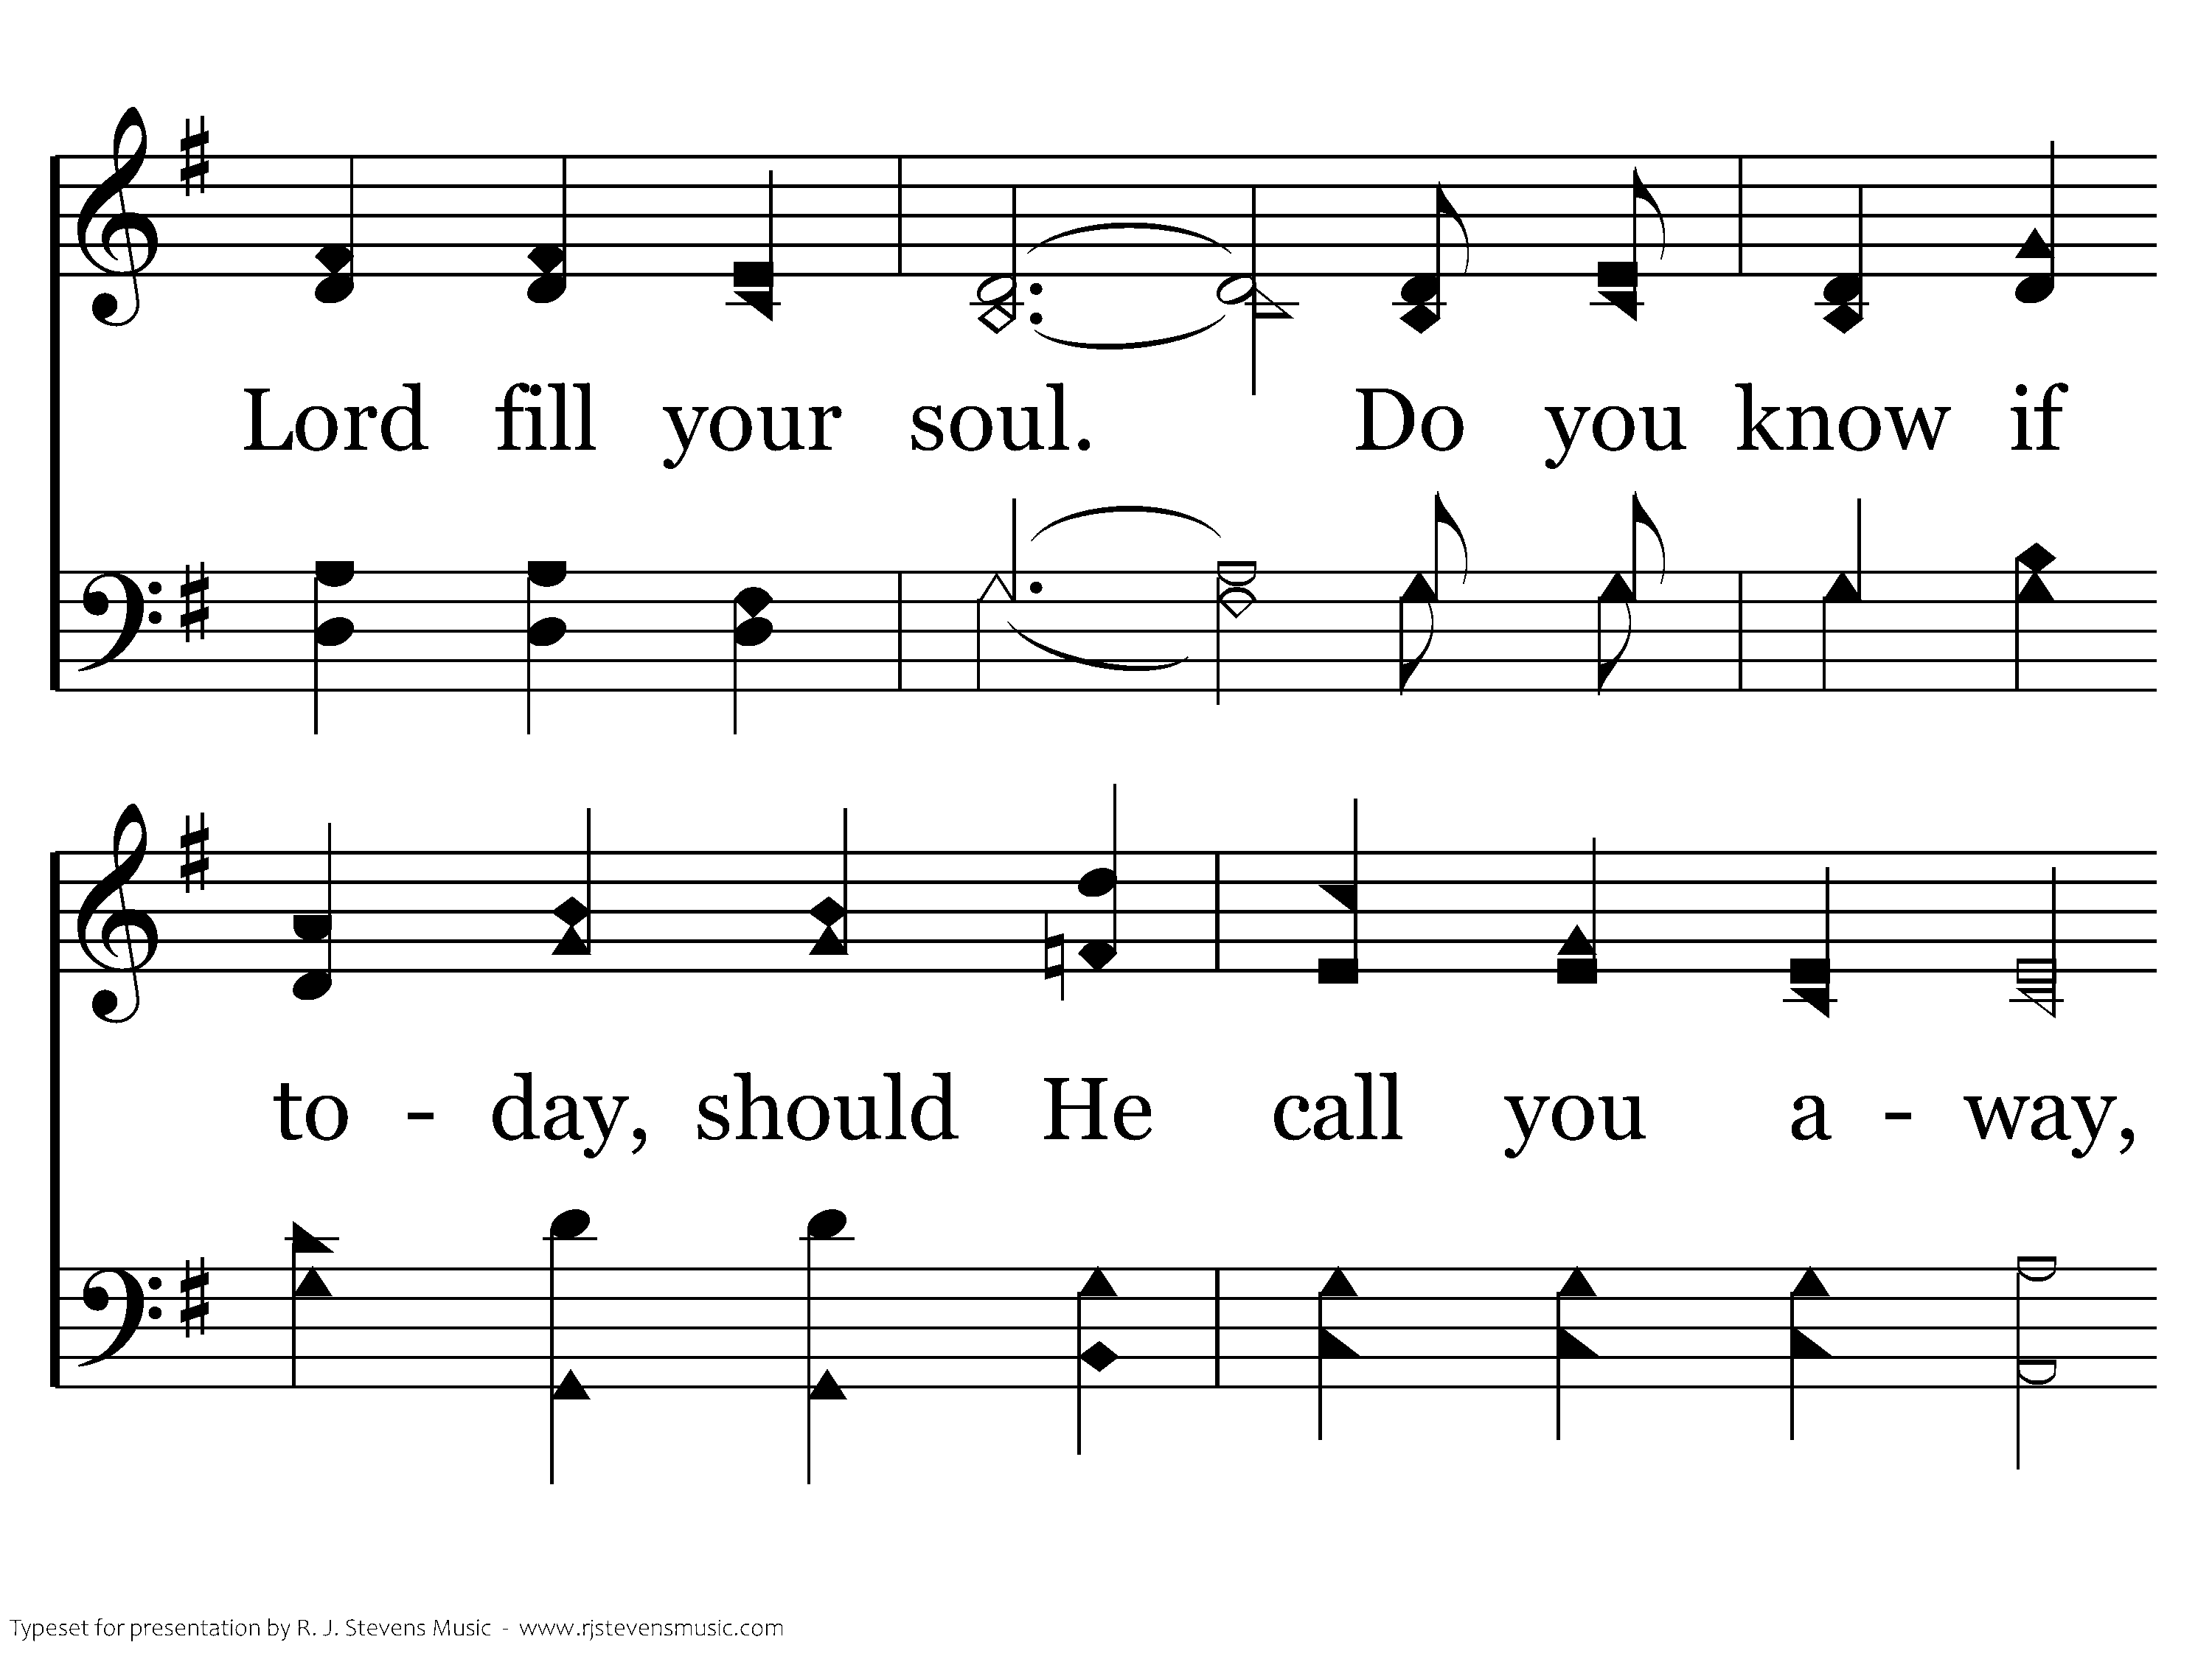 Lord fill your soul. Do you know if
to - day, should He call you a - way,
Typeset for presentation by R. J. Stevens Music - www.rjstevensmusic.com